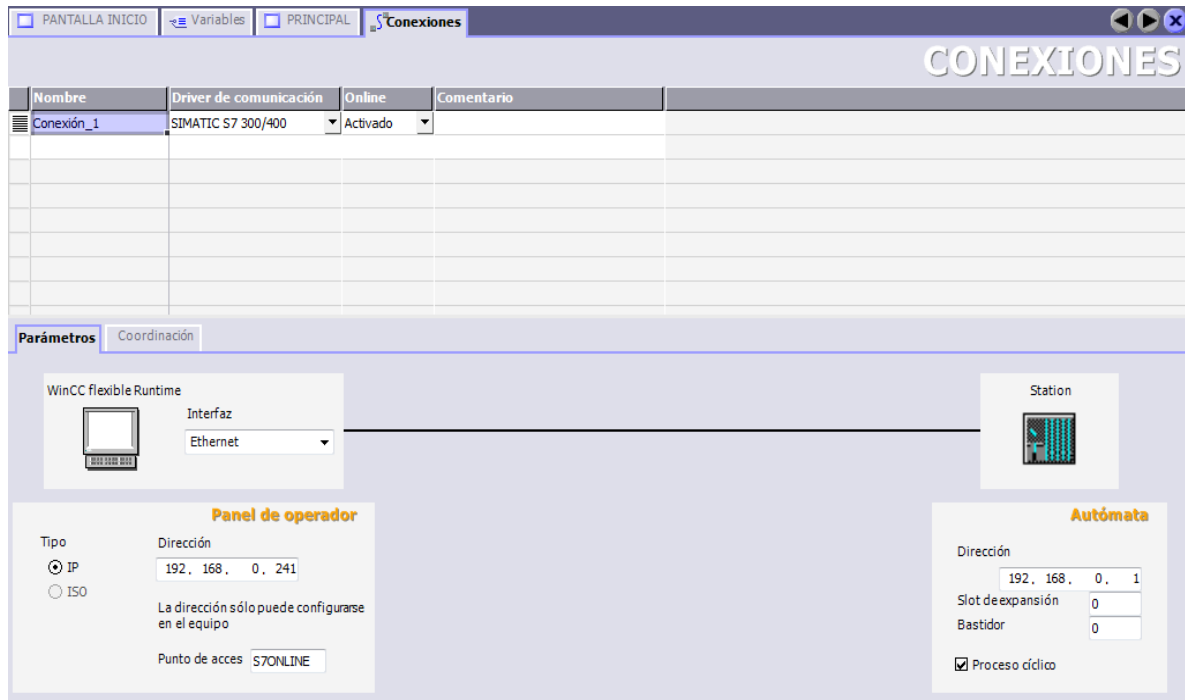 PANTALLA INICIO Variables PRINCIPAL Conexiones
CONEXIONES
Nombre Driver de comunicación Online Comentario
Conexión_1 SIMATIC S7 300/400 Activado
Parámetros Coordinación
WinCC flexible Runtime
Interfaz
Ethernet
Station
Panel de operador
Tipo Dirección
IP 192, 168, 0, 241
ISO
La dirección sólo puede configurarse
en el equipo
Punto de acces S7ONLINE
Autómata
Dirección
192, 168, 0, 1
Slot de expansión 0
Bastidor 0
Proceso cíclico